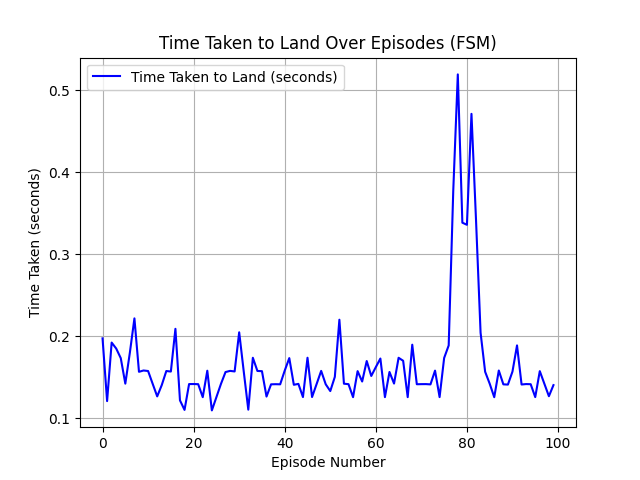 Time Taken to Land Over Episodes (FSM)
Time Taken to Land (seconds)
Time Taken (seconds)
0.5
0.4
0.3
0.2
0.1
0 20 40 60 80 100
Episode Number